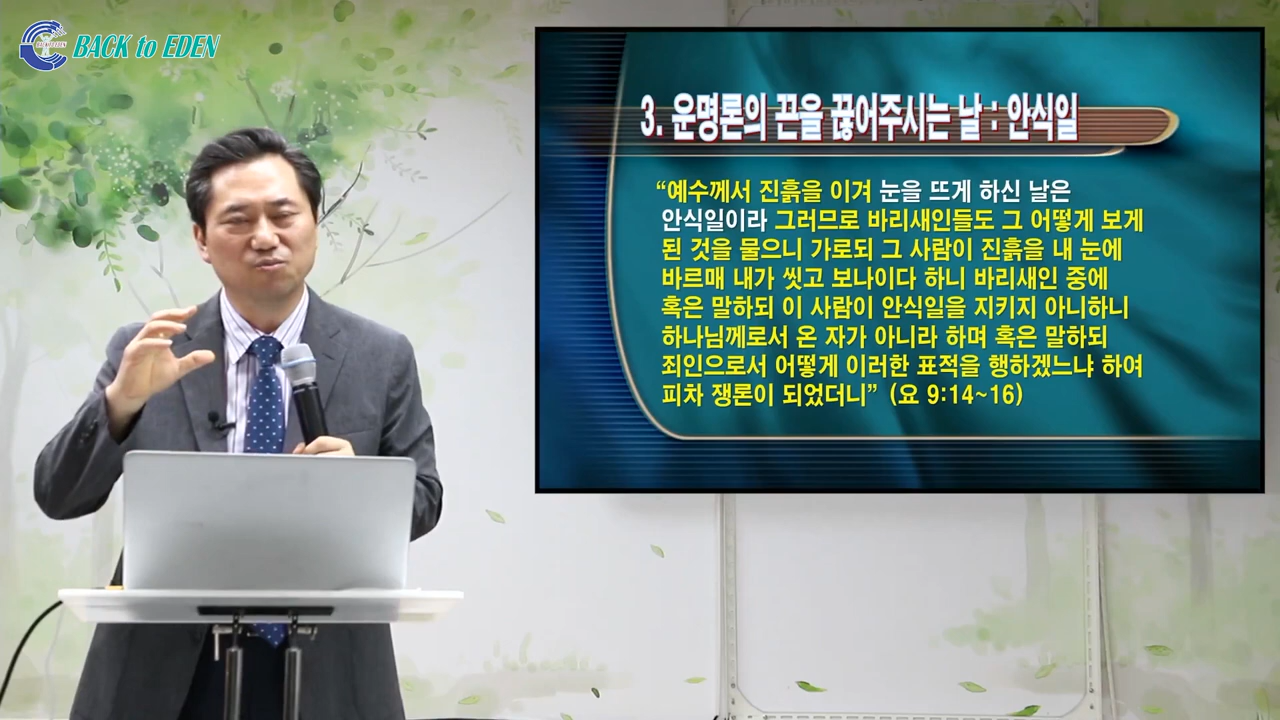 BACK to EDEN
3. 운명론의 끈을 끊어주시는 날 : 안식일
“예수께서 진흙을 이겨 눈을 뜨게 하신 날은
안식일이라 그러므로 바리새인들도 그 어떻게 보게
된 것을 물으니 가로되 그 사람이 진흙을 내 눈에
바르매 내가 씻고 보나이다 하니 바리새인 중에
혹은 말하되 이 사람이 안식일을 지키지 아니하니
하나님께로서 온 자가 아니라 하며 혹은 말하되
죄인으로서 어떻게 이러한 표적을 행하겠느냐 하여
피차 쟁론이 되었더니” (요 9:14~16)